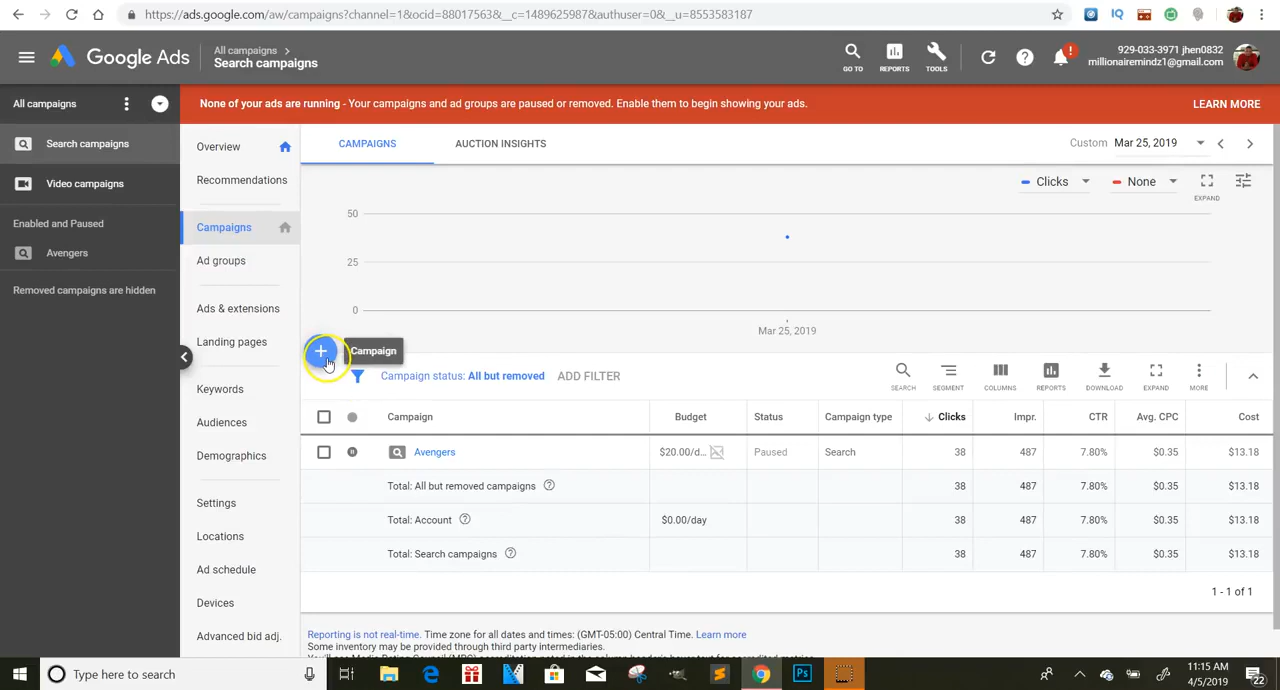 https://ads.google.com/aw/campaigns?channel=1&ocid=88017563&__c=1489625987&authuser=0&__u=8553583187
Google Ads
All campaigns
Search campaigns
GO TO
REPORTS
TOOLS
929-033-3971 jhen0832
millionairemindz1@gmail.com
All campaigns
None of your ads are running - Your campaigns and ad groups are paused or removed. Enable them to begin showing your ads.
LEARN MORE
Search campaigns
Video campaigns
Enabled and Paused
Avengers
Removed campaigns are hidden
Overview
Recommendations
Campaigns
Ad groups
Ads & extensions
Landing pages
Keywords
Audiences
Demographics
Settings
Locations
Ad schedule
Devices
Advanced bid adj.
CAMPAIGNS
AUCTION INSIGHTS
Custom Mar 25, 2019
Clicks
None
EXPAND
50
25
0
Mar 25, 2019
Campaign
Campaign status: All but removed
ADD FILTER
SEARCH
SEGMENT
COLUMNS
REPORTS
DOWNLOAD
EXPAND
MORE
Campaign Budget Status Campaign type Clicks Impr. CTR Avg. CPC Cost
Avengers $20.00/d... Paused Search 38 487 7.80% $0.35 $13.18
Total: All but removed campaigns 38 487 7.80% $0.35 $13.18
Total: Account $0.00/day 38 487 7.80% $0.35 $13.18
Total: Search campaigns 38 487 7.80% $0.35 $13.18
1 - 1 of 1
Reporting is not real-time. Time zone for all dates and times: (GMT-05:00) Central Time. Learn more
Some inventory may be provided through third party intermediaries.
Type here to search
11:15 AM
4/5/2019
22